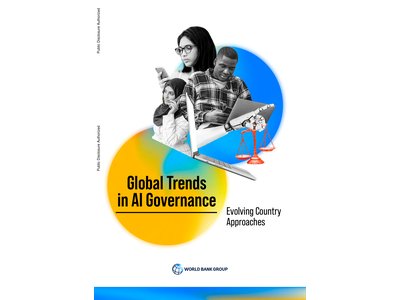 Public Disclosure Authorized
Public Disclosure Authorized
Global Trends
in AI Governance
Evolving Country
Approaches
WORLD BANK GROUP